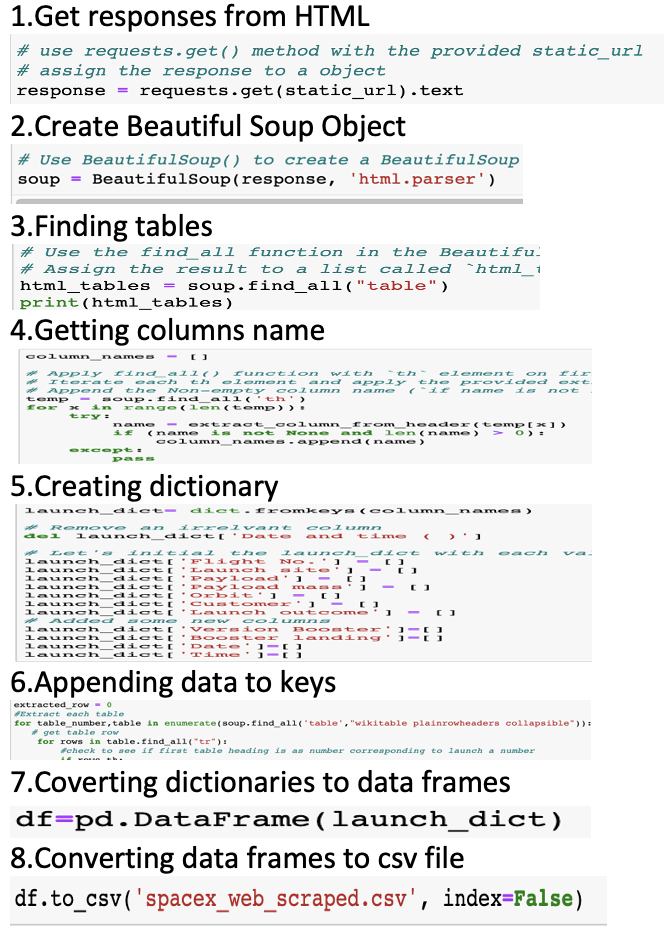 1.Get responses from HTML
# use requests.get() method with the provided static_url
# assign the response to a object
response = requests.get(static_url).text
2.Create Beautiful Soup Object
# Use BeautifulSoup() to create a BeautifulSoup
soup = BeautifulSoup(response, 'html.parser')
3.Finding tables
# Use the find_all function in the Beautiful
# Assign the result to a list called `html_t
html_tables = soup.find_all("table")
print(html_tables)
4.Getting columns name
column_names = []
# Apply find_all() function with `th` element on fir
# Iterate each th element and apply the provided ext
# Append the Non-empty column name (`if name is not
temp = soup.find_all('th')
for x in range(len(temp)):
try:
name = extract_column_from_header(temp[x])
if (name is not None and len(name) > 0):
column_names.append(name)
except:
pass
5.Creating dictionary
launch_dict= dict.fromkeys(column_names)
# Remove an irrelvant column
del launch_dict['Date and time ( )']
# Let's initial the launch_dict with each va
launch_dict['Flight No.'] = []
launch_dict['Launch site'] = []
launch_dict['Payload'] = []
launch_dict['Payload mass'] = []
launch_dict['Orbit'] = []
launch_dict['Customer'] = []
launch_dict['Launch outcome'] = []
# Added some new columns
launch_dict['Version Booster']=[]
launch_dict['Booster landing']=[]
launch_dict['Date']=[]
launch_dict['Time']=[]
6.Appending data to keys
extracted_row = 0
#Extract each table
for table_number,table in enumerate(soup.find_all('table',"wikitable plainrowheaders collapsible")):
# get table row
for rows in table.find_all("tr"):
#check to see if first table heading is as number corresponding to launch a number
if rows.th:
7.Coverting dictionaries to data frames
df=pd.DataFrame(launch_dict)
8.Converting data frames to csv file
df.to_csv('spacex_web_scraped.csv', index=False)